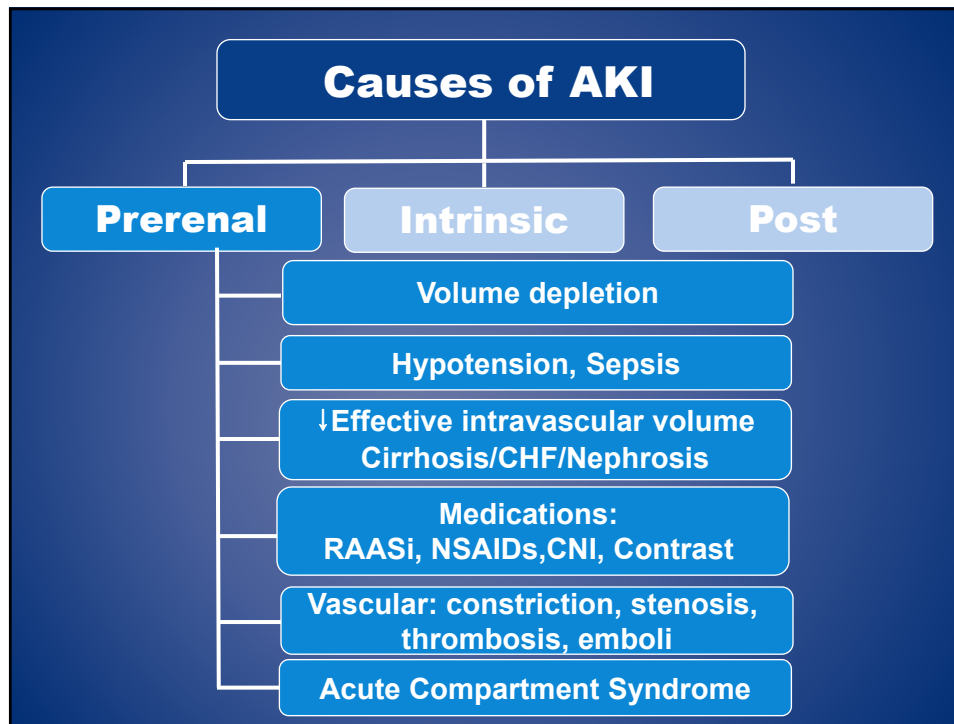 Causes of AKI
Prerenal
Intrinsic
Post
Volume depletion
Hypotension, Sepsis
↓Effective intravascular volume
Cirrhosis/CHF/Nephrosis
Medications:
RAASi, NSAIDs,CNI, Contrast
Vascular: constriction, stenosis,
thrombosis, emboli
Acute Compartment Syndrome